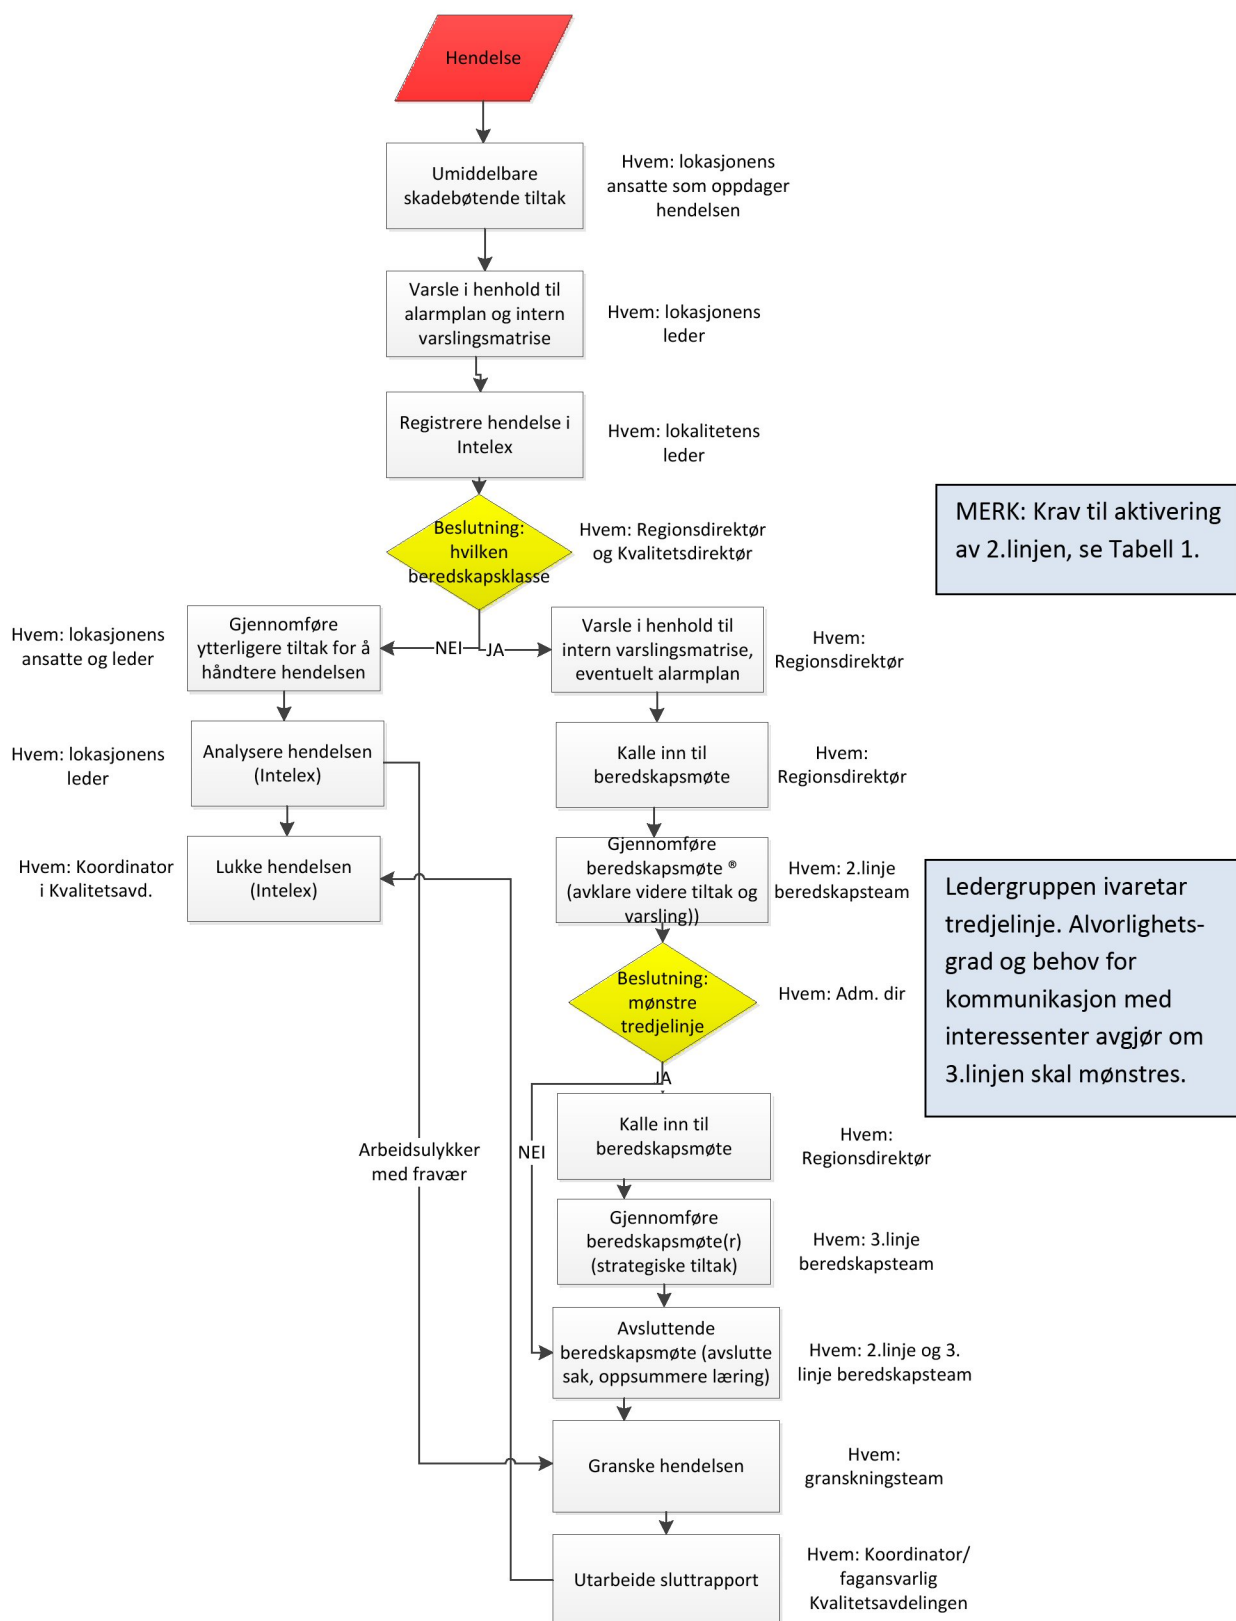 Hendelse
Umiddelbare
skadebøtende tiltak
Hvem: lokasjonens
ansatte som oppdager
hendelsen
Varsle i henhold til
alarmplan og intern
varslingsmatrise
Hvem: lokasjonens
leder
Registrere hendelse i
Intelex
Hvem: lokalitetens
leder
Beslutning:
hvilken
beredskapsklasse
Hvem: Regionsdirektør
og Kvalitetsdirektør
MERK: Krav til aktivering
av 2.linjen, se Tabell 1.
Hvem: lokasjonens
ansatte og leder
Gjennomføre
ytterligere tiltak for å
håndtere hendelsen
NEI
JA
Varsle i henhold til
intern varslingsmatrise,
eventuelt alarmplan
Hvem:
Regionsdirektør
Hvem: lokasjonens
leder
Analysere hendelsen
(Intelex)
Kalle inn til
beredskapsmøte
Hvem:
Regionsdirektør
Hvem: Koordinator
i Kvalitetsavd.
Lukke hendelsen
(Intelex)
Gjennomføre
beredskapsmøte ®
(avklare videre tiltak og
varsling))
Hvem: 2.linje
beredskapsteam
Ledergruppen ivaretar
tredjelinje. Alvorlighets-
grad og behov for
kommunikasjon med
interessenter avgjør om
3.linjen skal mønstres.
Beslutning:
mønstre
tredjelinje
Hvem: Adm. dir
JA
NEI
Arbeidsulykker
med fravær
Kalle inn til
beredskapsmøte
Hvem:
Regionsdirektør
Gjennomføre
beredskapsmøte(r)
(strategiske tiltak)
Hvem: 3.linje
beredskapsteam
Avsluttende
beredskapsmøte (avslutte
sak, oppsummere læring)
Hvem: 2.linje og 3.
linje beredskapsteam
Granske hendelsen
Hvem:
granskningsteam
Utarbeide sluttrapport
Hvem: Koordinator/
fagansvarlig
Kvalitetsavdelingen